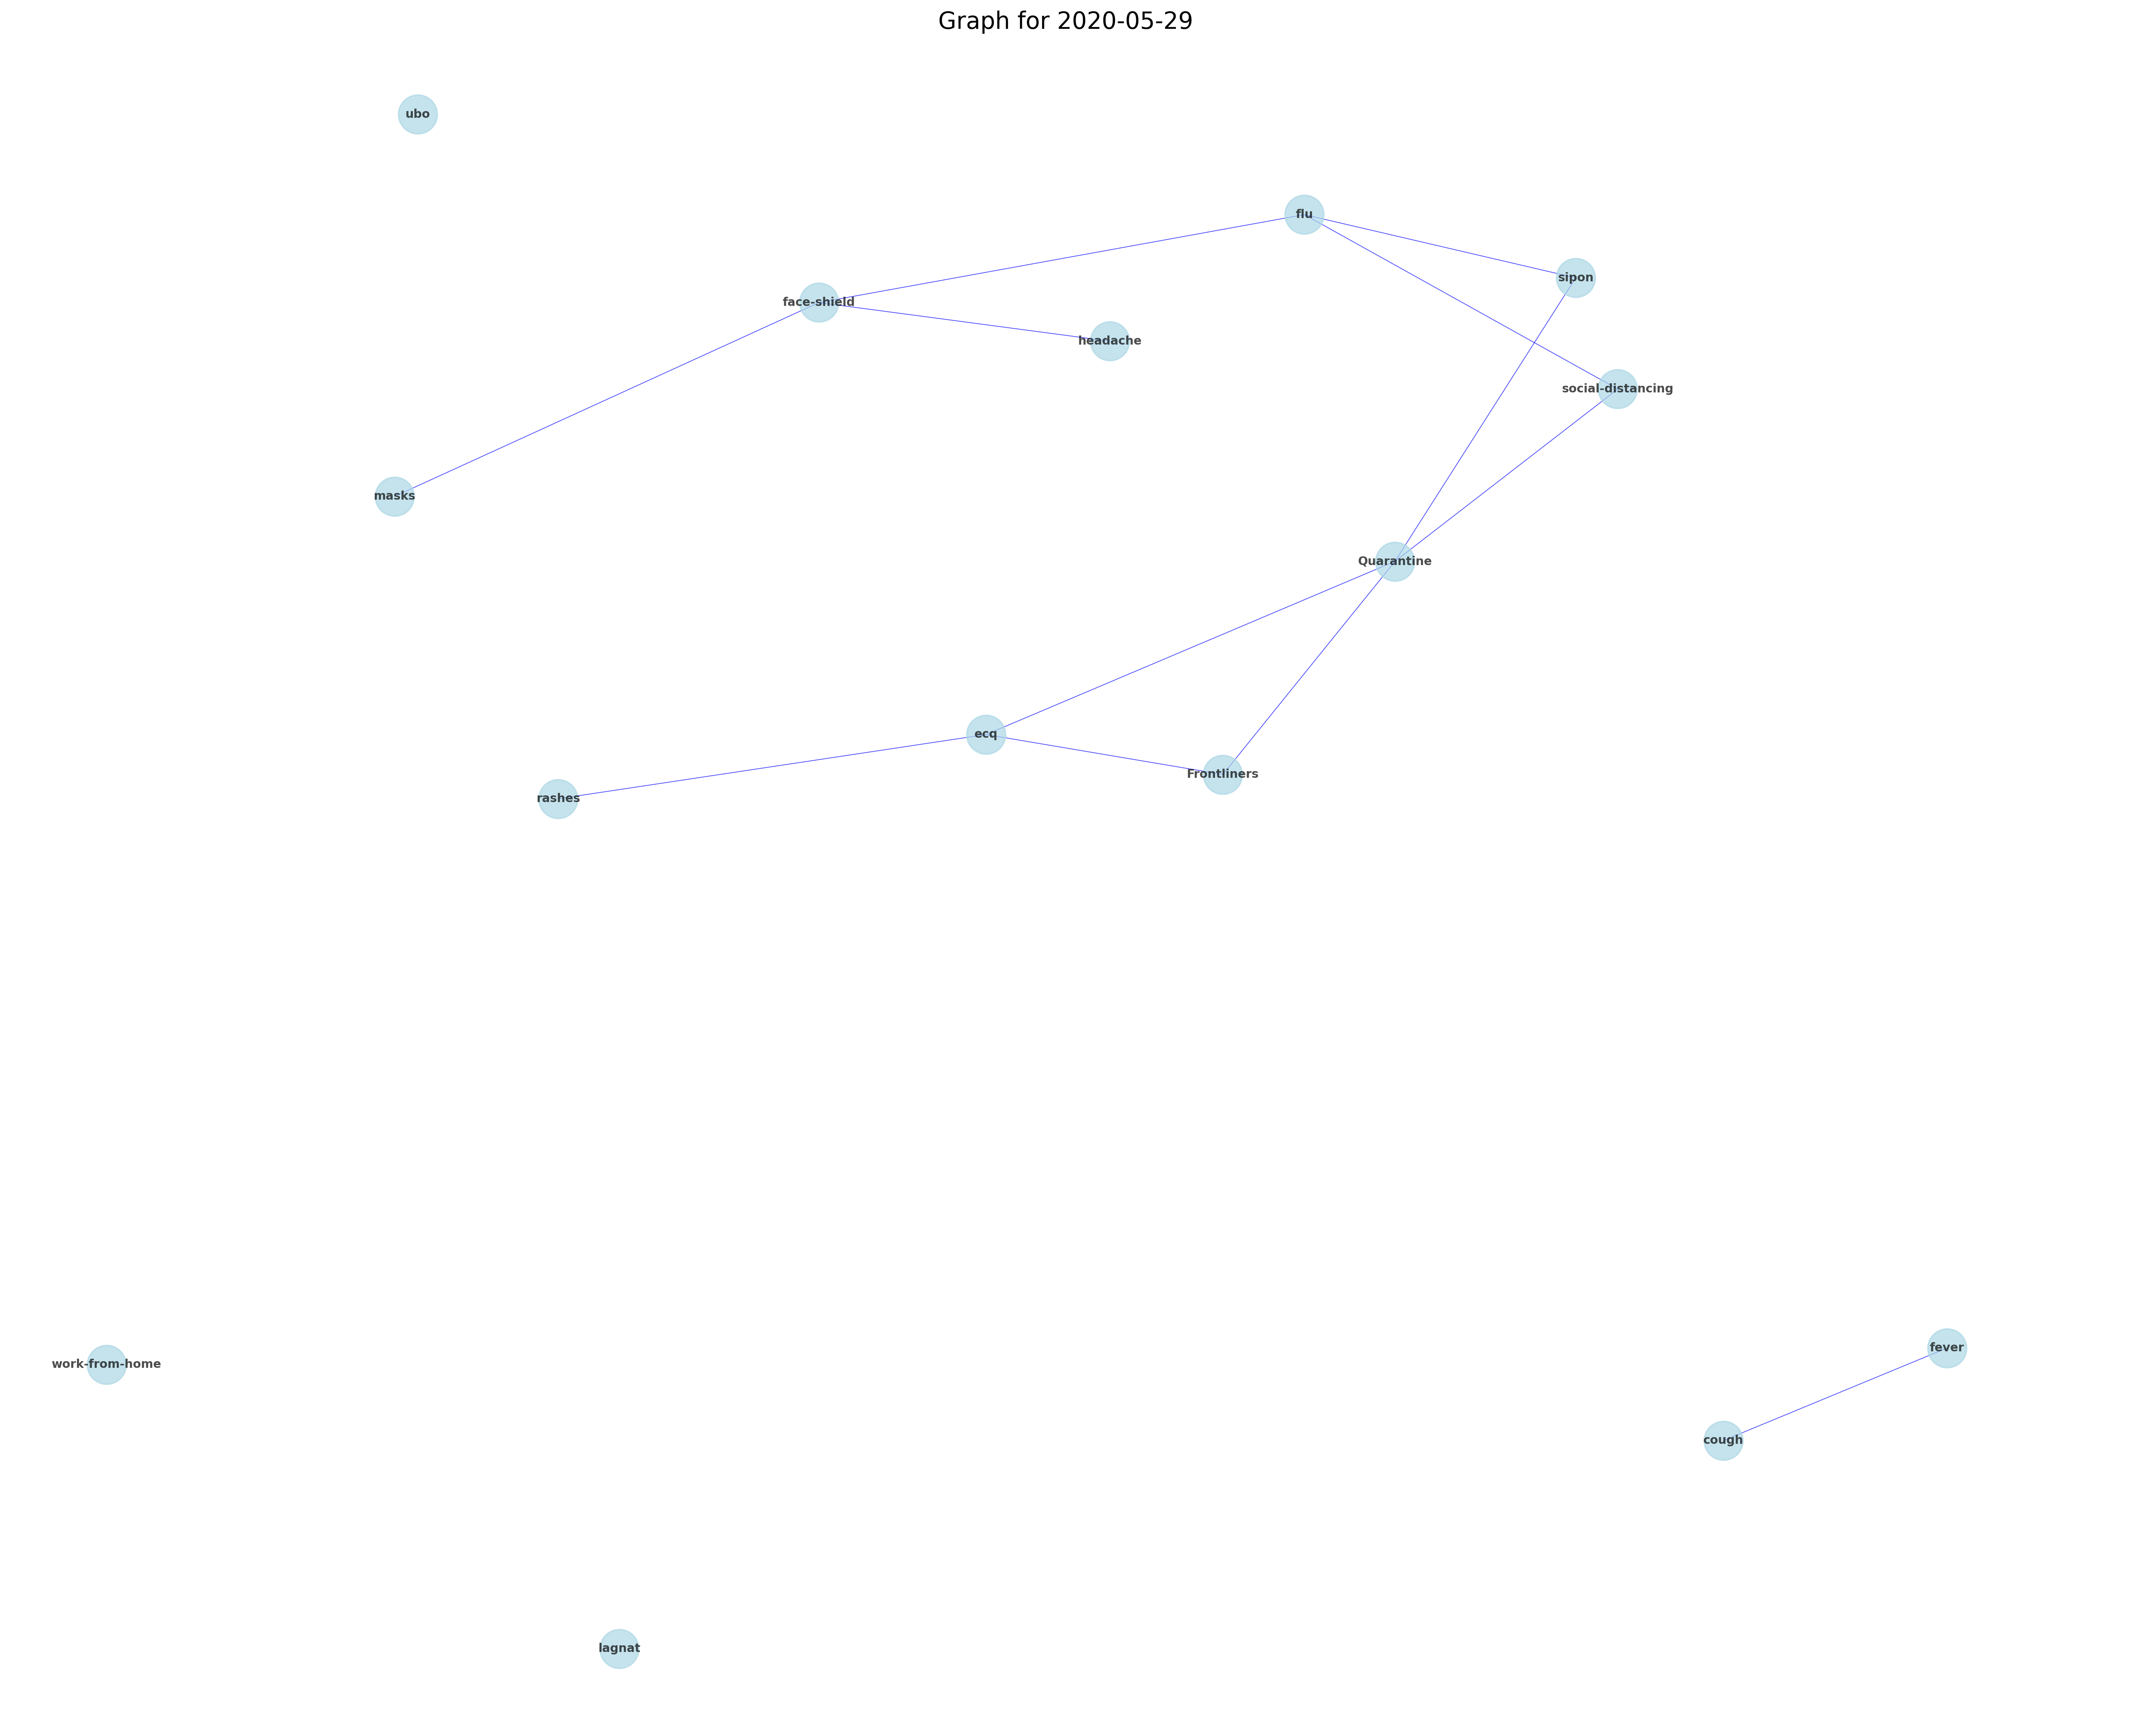 Graph for 2020-05-29
ubo
flu
sipon
face-shield
headache
social-distancing
masks
Quarantine
ecq
Frontliners
rashes
fever
work-from-home
cough
lagnat